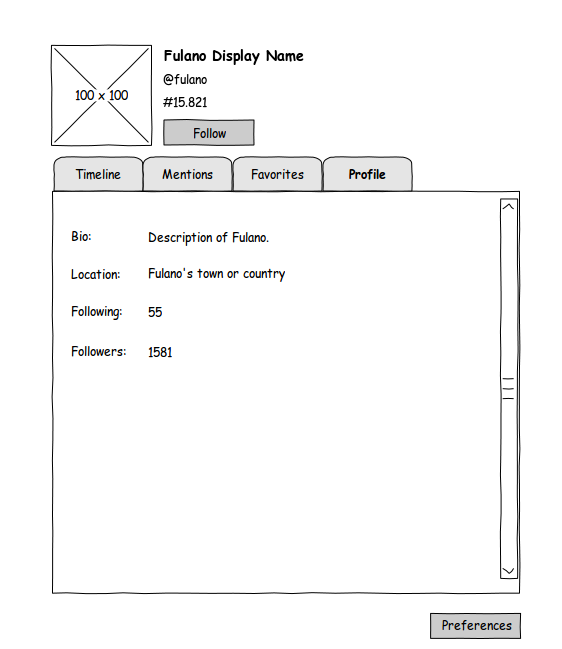 Fulano Display Name
@fulano
100 x 100
#15.821
Follow
Timeline Mentions Favorites Profile
Bio: Description of Fulano.
Location: Fulano's town or country
Following: 55
Followers: 1581
Preferences